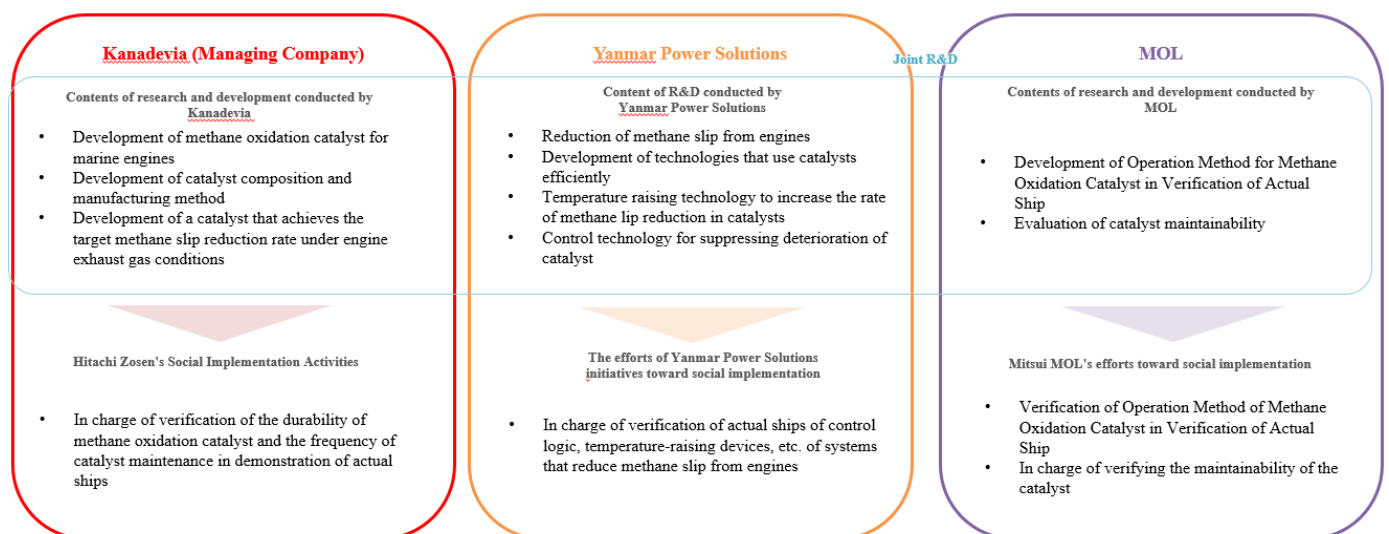 Kanadevia (Managing Company)
Contents of research and development conducted by
Kanadevia
• Development of methane oxidation catalyst for
marine engines
• Development of catalyst composition and
manufacturing method
• Development of a catalyst that achieves the
target methane slip reduction rate under engine
exhaust gas conditions
Hitachi Zosen's Social Implementation Activities
• In charge of verification of the durability of
methane oxidation catalyst and the frequency of
catalyst maintenance in demonstration of actual
ships
Yanmar Power Solutions
Content of R&D conducted by
Yanmar Power Solutions
• Reduction of methane slip from engines
• Development of technologies that use catalysts
efficiently
• Temperature raising technology to increase the rate
of methane lip reduction in catalysts
• Control technology for suppressing deterioration of
catalyst
The efforts of Yanmar Power Solutions
initiatives toward social implementation
• In charge of verification of actual ships of control
logic, temperature-raising devices, etc. of systems
that reduce methane slip from engines
Joint R&D
MOL
Contents of research and development conducted by
MOL
• Development of Operation Method for Methane
Oxidation Catalyst in Verification of Actual
Ship
• Evaluation of catalyst maintainability
Mitsui MOL's efforts toward social implementation
• Verification of Operation Method of Methane
Oxidation Catalyst in Verification of Actual
Ship
• In charge of verifying the maintainability of the
catalyst